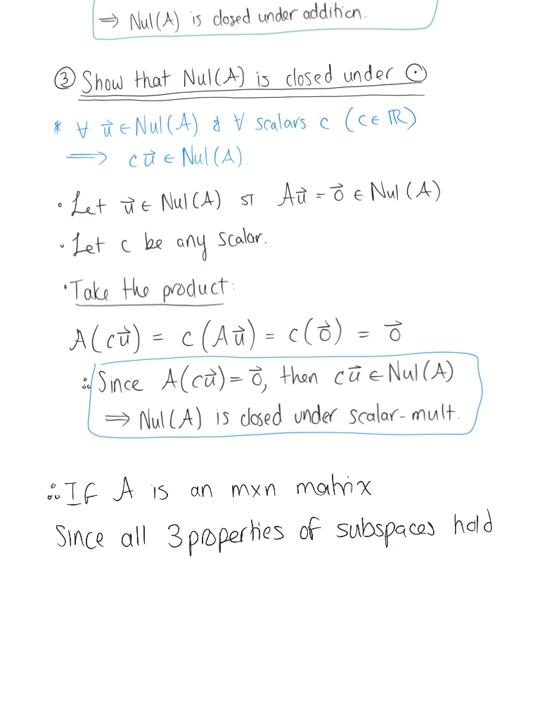 ⇒ Nul(A) is closed under addition.
③ Show that Nul(A) is closed under ⊙
* ∀ u⃗ ∈ Nul(A) & ∀ scalars c (c ∈ ℝ)
⇒ c u⃗ ∈ Nul(A)
• Let u⃗ ∈ Nul(A) ST Au⃗ = 0⃗ ∈ Nul(A)
• Let c be any scalar.
• Take the product:
A(cu⃗) = c(Au⃗) = c(0⃗) = 0⃗
∴ Since A(cu⃗) = 0⃗, then cu⃗ ∈ Nul(A)
⇒ Nul(A) is closed under scalar-mult.
∴ If A is an mxn matrix
Since all 3 properties of subspaces hold